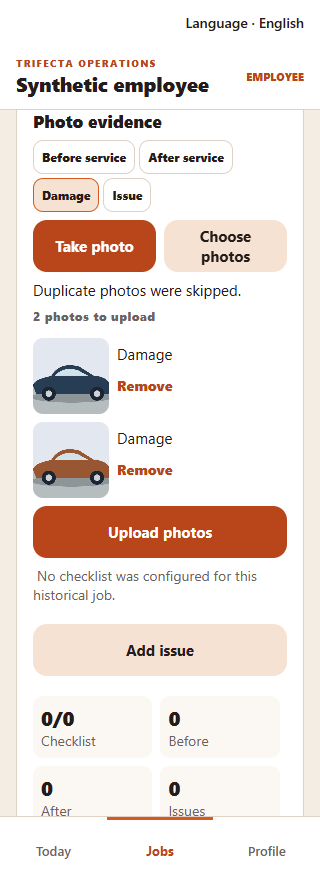 Language · English
TRIFECTA OPERATIONS
Synthetic employee
EMPLOYEE
Photo evidence
Before service
After service
Damage
Issue
Take photo
Choose
photos
Duplicate photos were skipped.
2 photos to upload
Damage
Remove
Damage
Remove
Upload photos
No checklist was configured for this
historical job.
Add issue
0/0
Checklist
0
Before
0
After
0
Issues
Today
Jobs
Profile